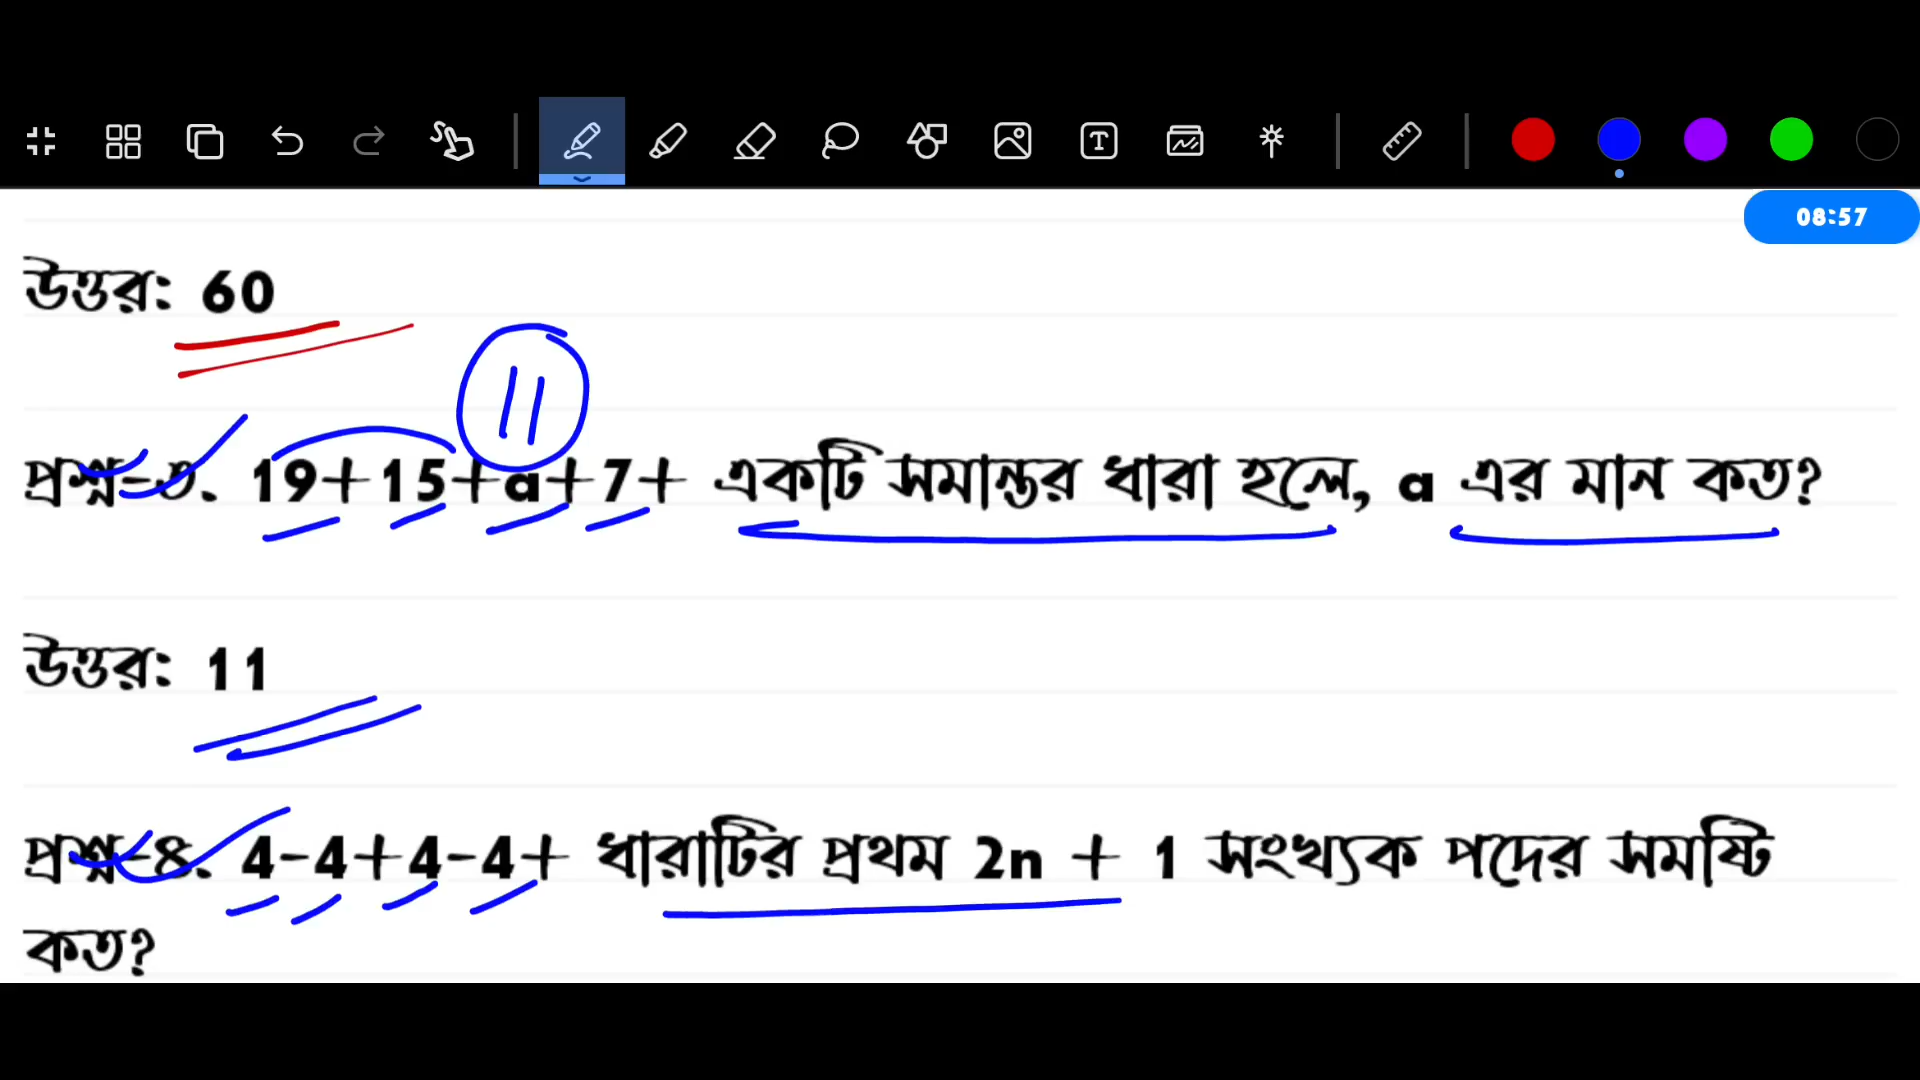 08:57
উত্তর: 60
11
প্রশ্ন-৩. 19+15+a+7+ একটি সমান্তর ধারা হলে, a এর মান কত?
উত্তর: 11
প্রশ্ন-৪. 4-4+4-4+ ধারাটির প্রথম 2n + 1 সংখ্যক পদের সমষ্টি
কত?